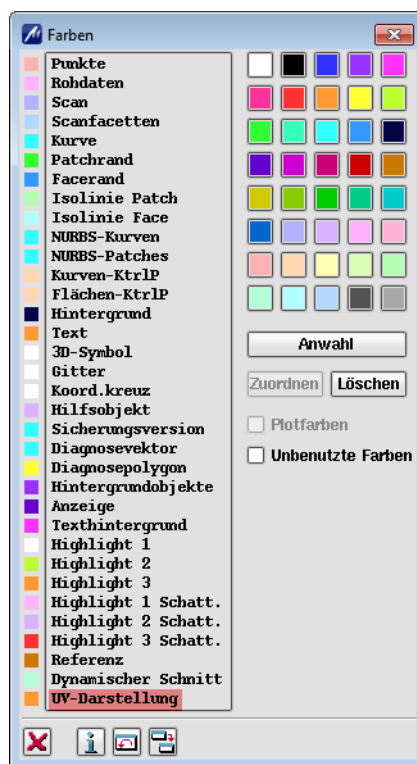 Farben
Punkte
Rohdaten
Scan
Scanfacetten
Kurve
Patchrand
Facerand
Isolinie Patch
Isolinie Face
NURBS-Kurven
NURBS-Patches
Kurven-KtrlP
Flächen-KtrlP
Hintergrund
Text
3D-Symbol
Gitter
Koord.kreuz
Hilfsobjekt
Sicherungsversion
Diagnosevektor
Diagnosepolygon
Hintergrundobjekte
Anzeige
Texthintergrund
Highlight 1
Highlight 2
Highlight 3
Highlight 1 Schatt.
Highlight 2 Schatt.
Highlight 3 Schatt.
Referenz
Dynamischer Schnitt
UV-Darstellung
Anwahl
Zuordnen Löschen
Plotfarben
Unbenutzte Farben